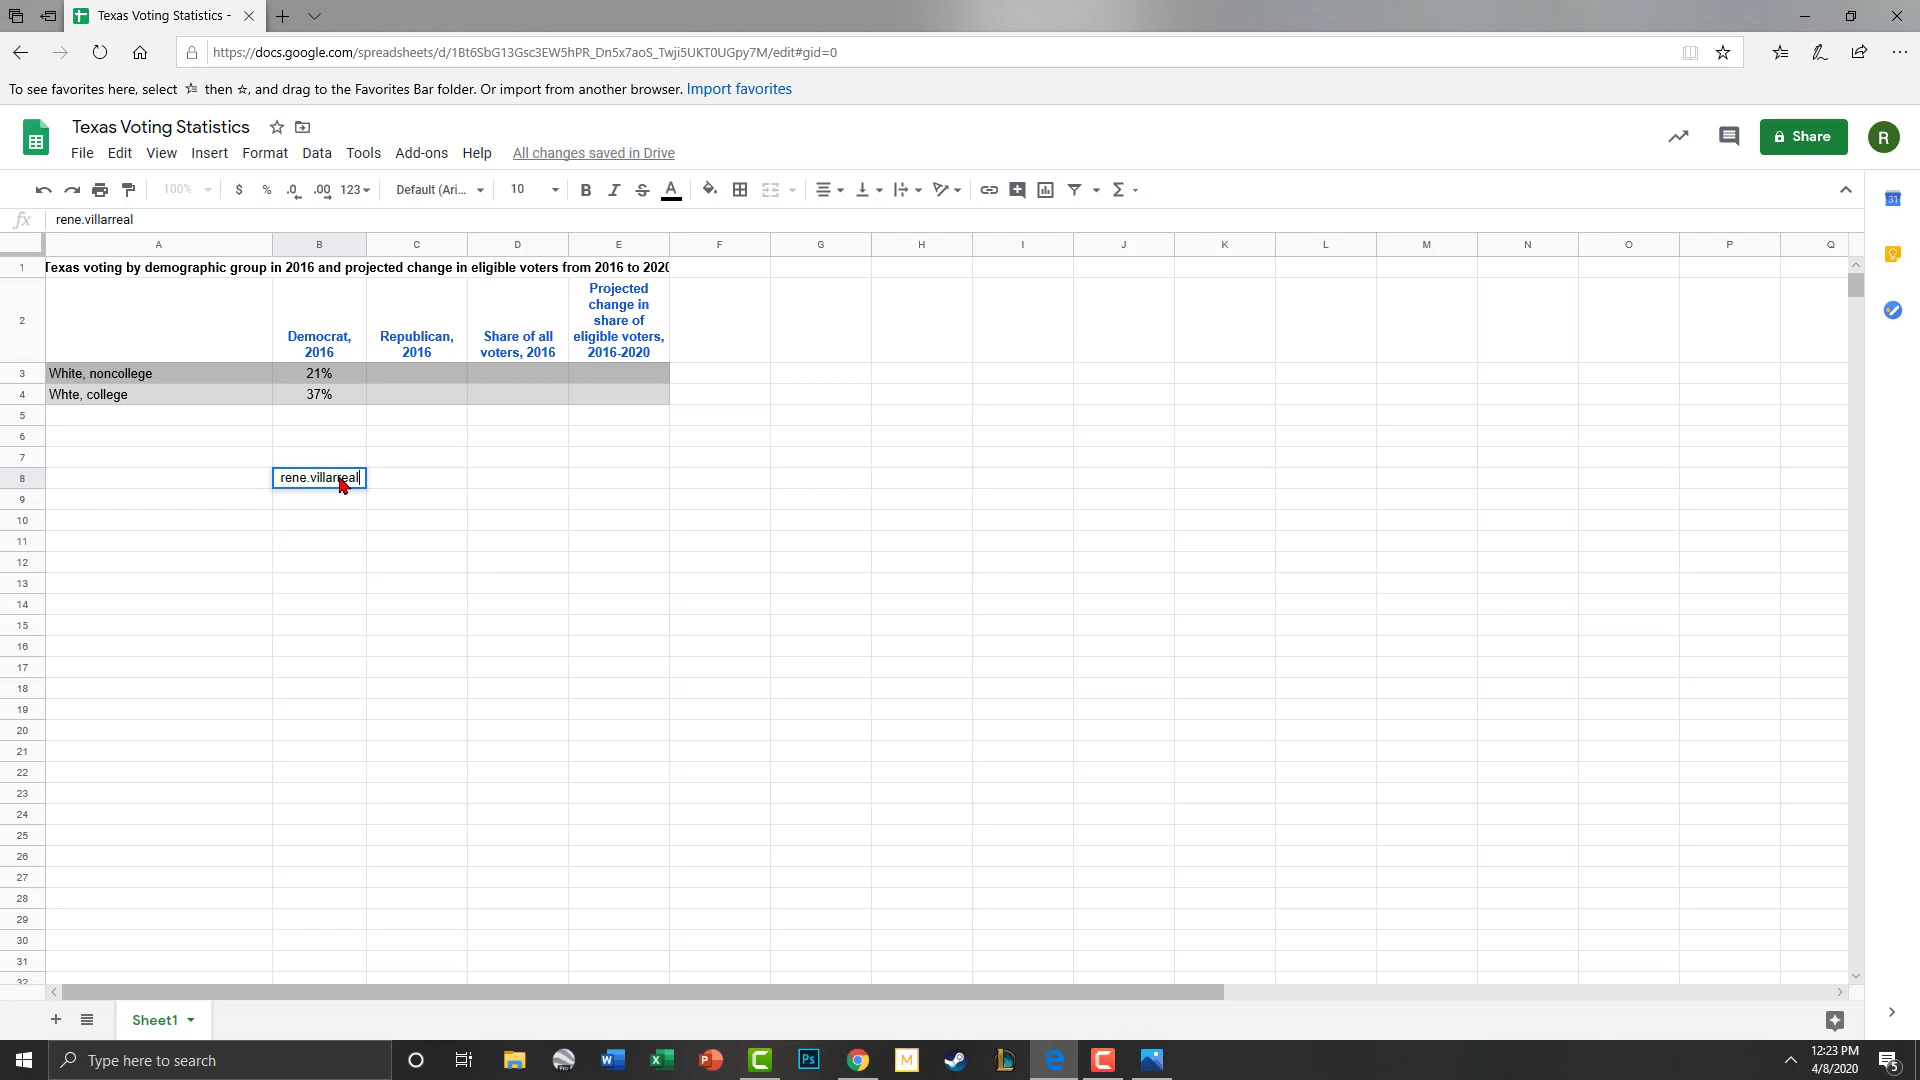 Texas Voting Statistics -
https://docs.google.com/spreadsheets/d/1Bt6SbG13Gsc3EW5hPR_Dn5x7aoS_Twji5UKT0UGpy7M/edit#gid=0
To see favorites here, select then ☆, and drag to the Favorites Bar folder. Or import from another browser. Import favorites
Texas Voting Statistics
Share
R
File Edit View Insert Format Data Tools Add-ons Help All changes saved in Drive
100% $ % .0 .00 123 Default (Ari... 10 B I S A Σ
fx rene.villarreal
31
A B C D E F G H I J K L M N O P Q
1 Texas voting by demographic group in 2016 and projected change in eligible voters from 2016 to 2020
Projected
change in
2 share of
Democrat, Republican, Share of all eligible voters,
2016 2016 voters, 2016 2016-2020
3 White, noncollege 21%
4 Whte, college 37%
5
6
7
8 rene.villarreal
9
10
11
12
13
14
15
16
17
18
19
20
21
22
23
24
25
26
27
28
29
30
31
32
Sheet1
Type here to search
W X P C Ps M L e C
12:23 PM
4/8/2020
5